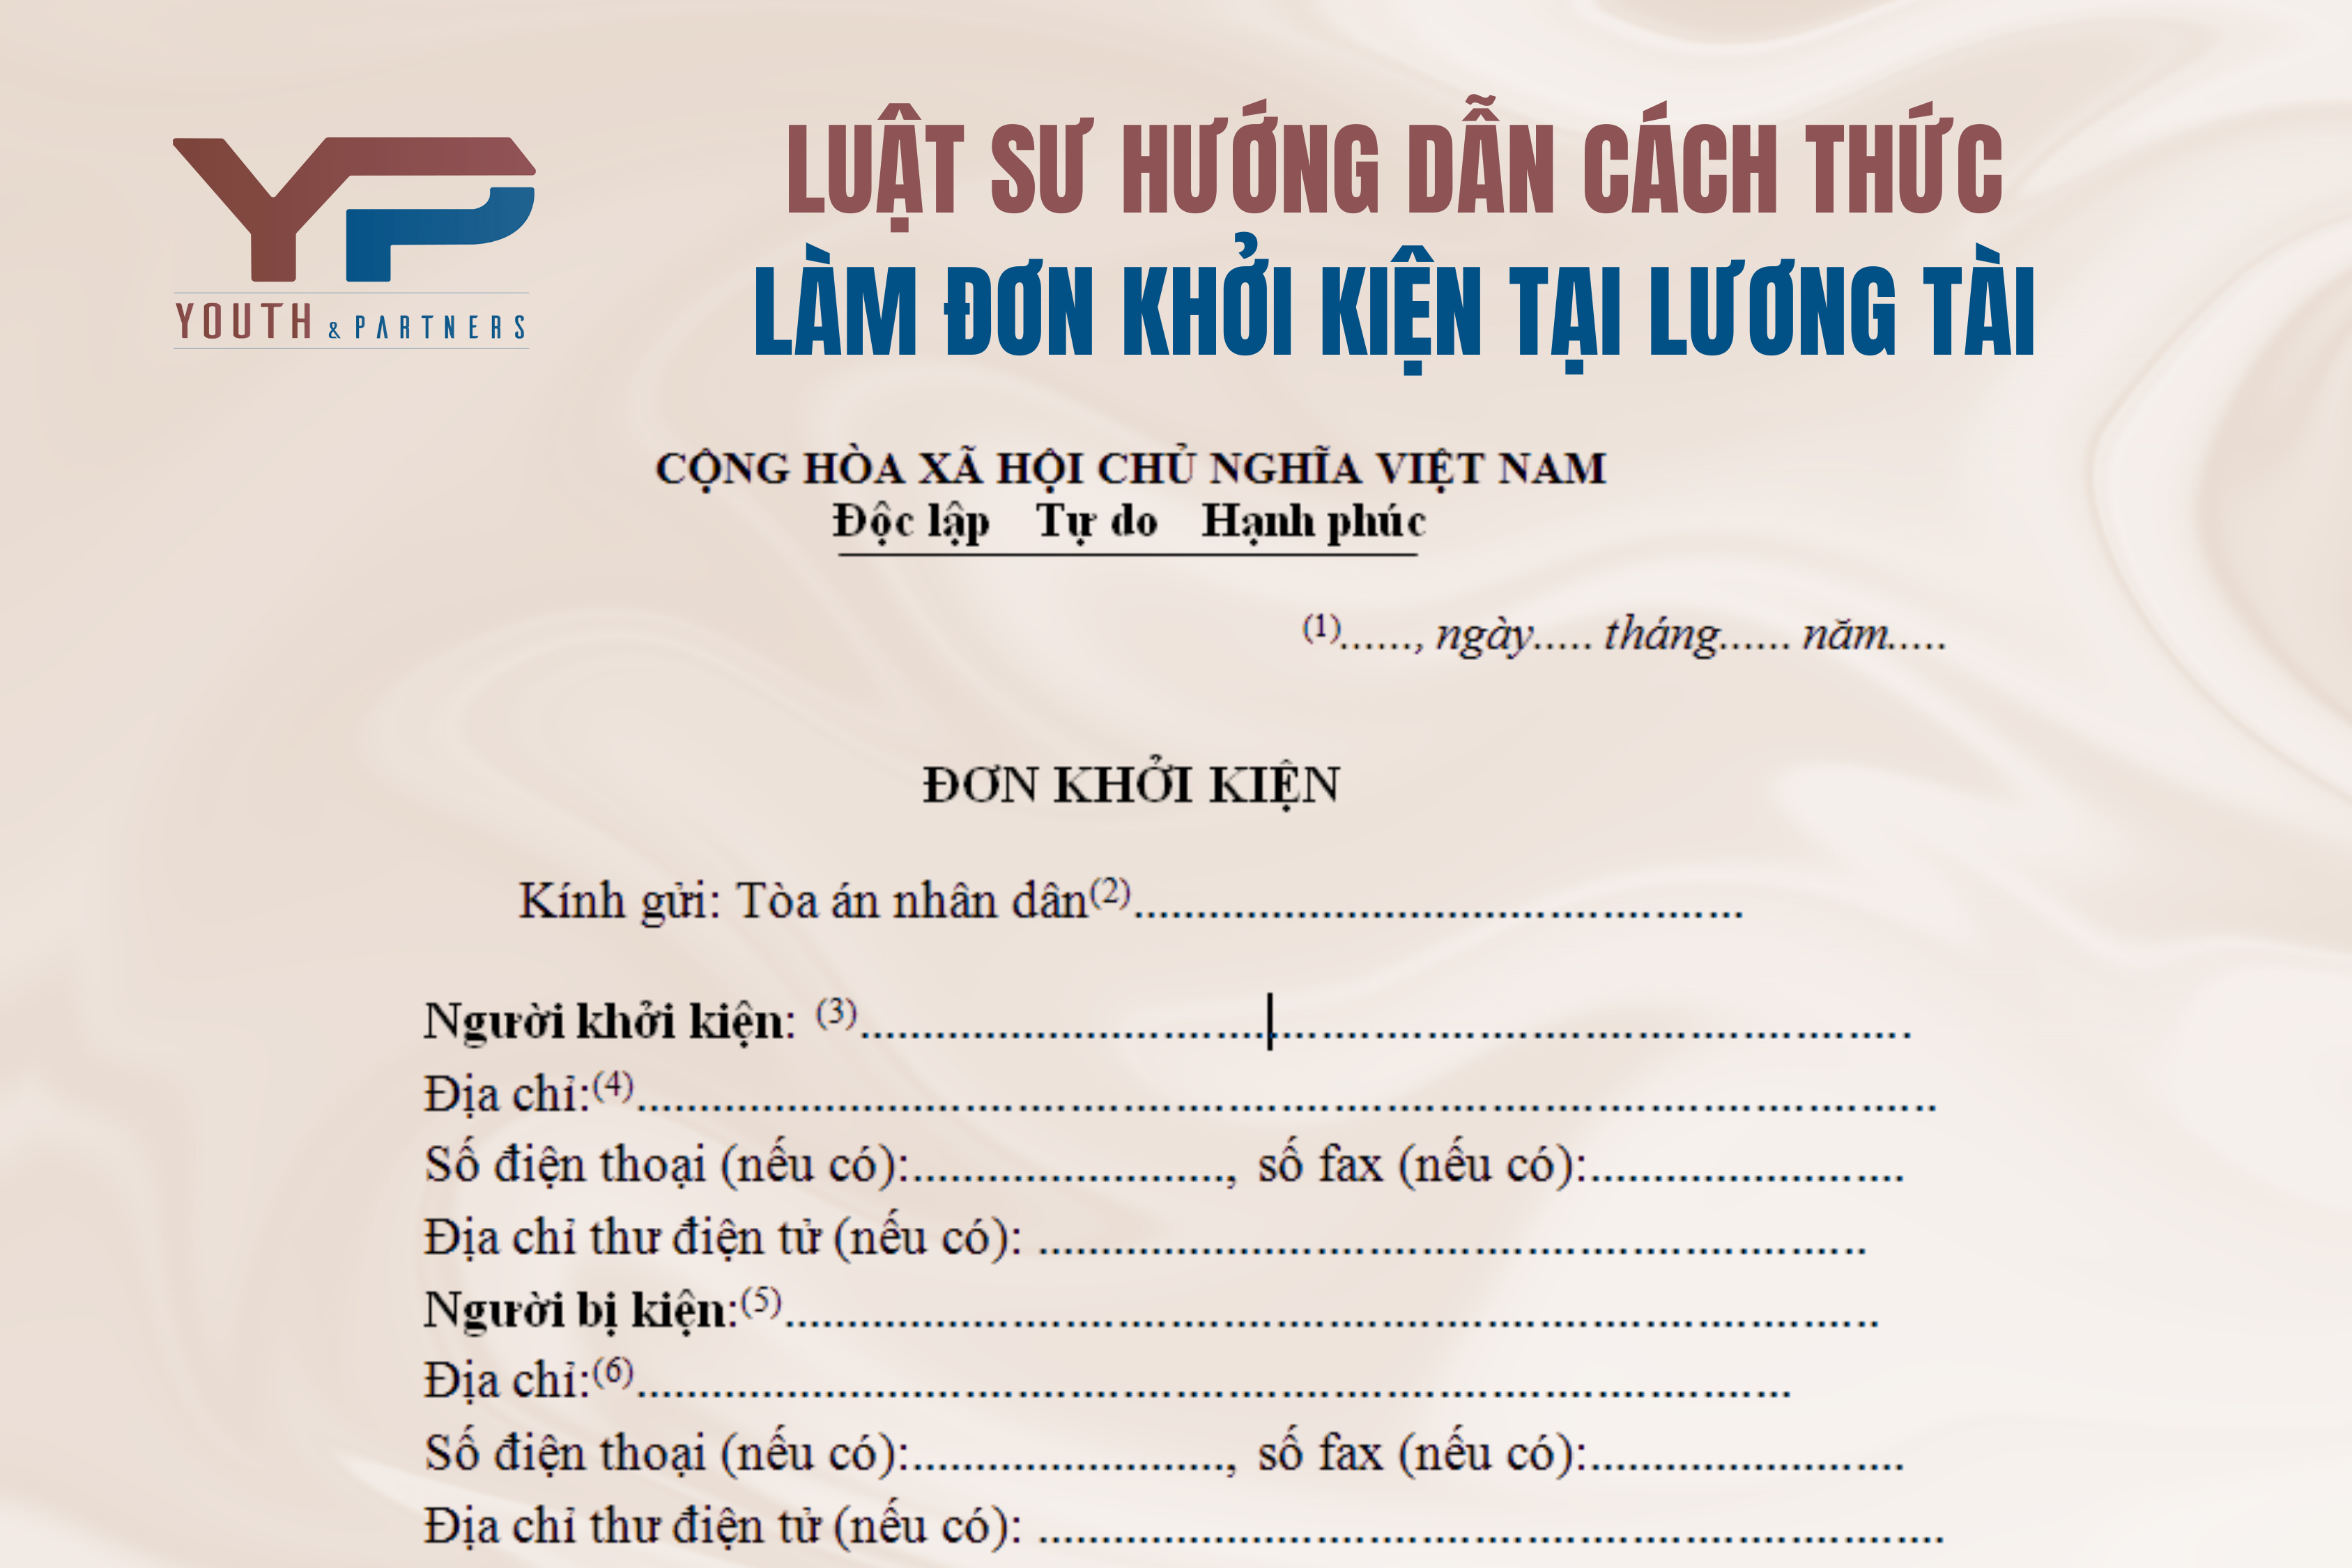 YP
YOUTH & PARTNERS
LUẬT SƯ HƯỚNG DẪN CÁCH THỨC
LÀM ĐƠN KHỞI KIỆN TẠI LƯƠNG TÀI
CỘNG HÒA XÃ HỘI CHỦ NGHĨA VIỆT NAM
Độc lập Tự do Hạnh phúc
(1)......, ngày..... tháng...... năm.....
ĐƠN KHỞI KIỆN
Kính gửi: Tòa án nhân dân(2)................................................
Người khởi kiện: (3)................................................................................
Địa chỉ:(4)................................................................................................
Số điện thoại (nếu có):........................., số fax (nếu có):.........................
Địa chỉ thư điện tử (nếu có): ................................................................
Người bị kiện:(5)................................................................................
Địa chỉ:(6)................................................................................
Số điện thoại (nếu có):........................., số fax (nếu có):.........................
Địa chỉ thư điện tử (nếu có): ......................................................................